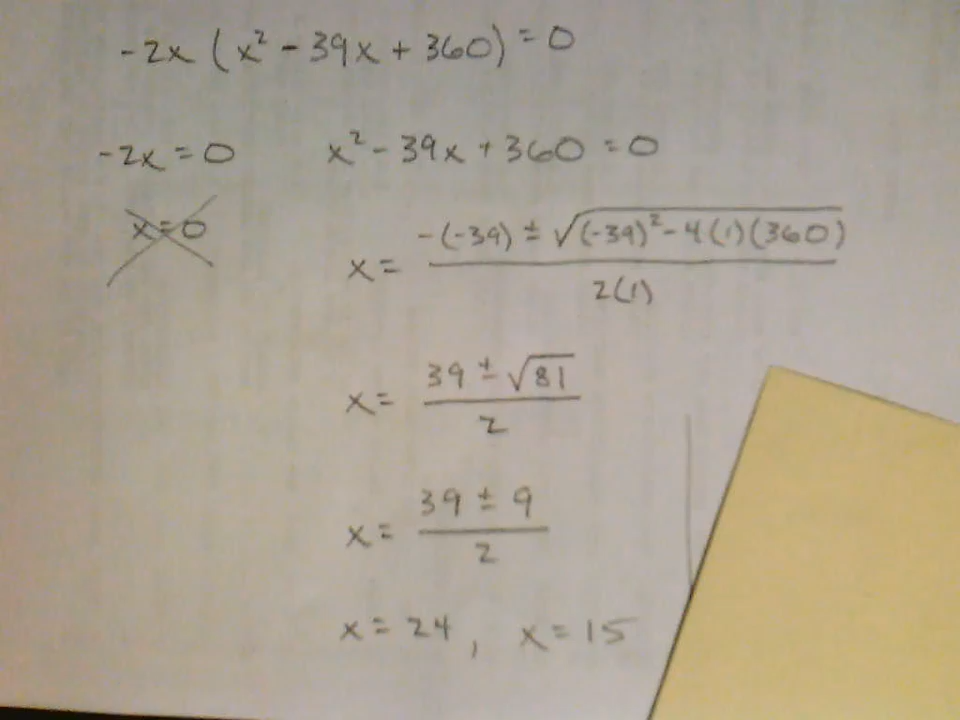 -2x (x² - 39x + 360) = 0
-2x = 0    x² - 39x + 360 = 0
x = 0    x = (-(-39) ± √((-39)² - 4(1)(360))) / 2(1)
x = (39 ± √81) / 2
x = (39 ± 9) / 2
x = 24, x = 15